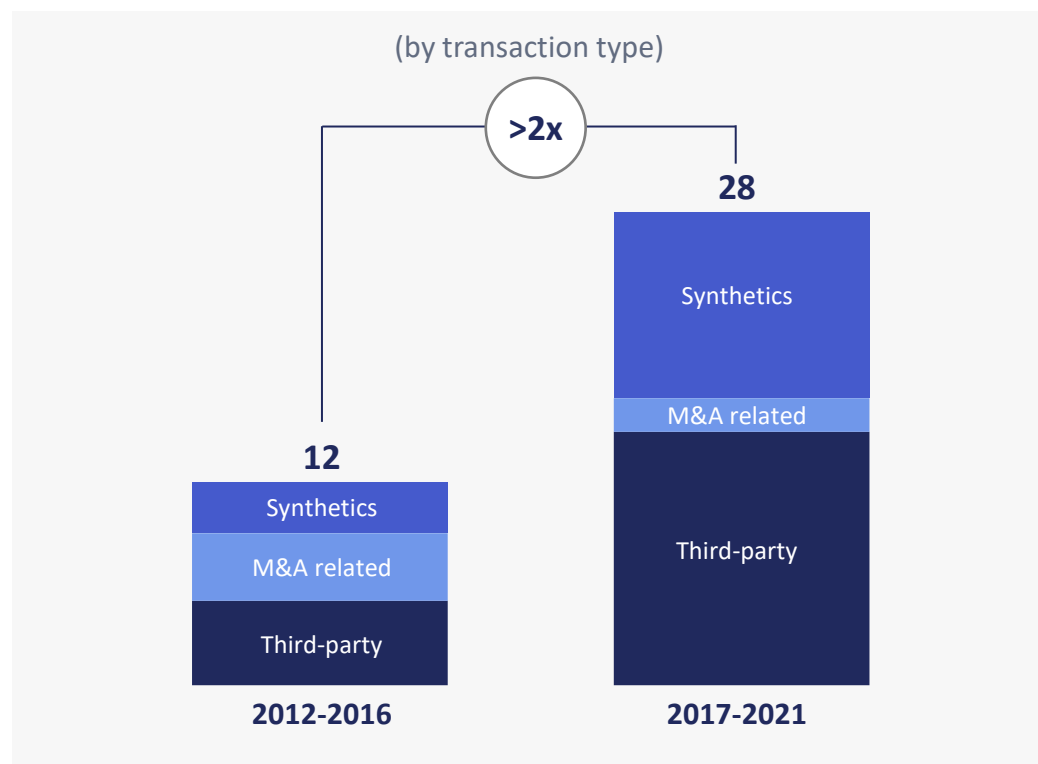 (by transaction type)
>2x
28
Synthetics
M&A related
Third-party
2017-2021
12
Synthetics
M&A related
Third-party
2012-2016